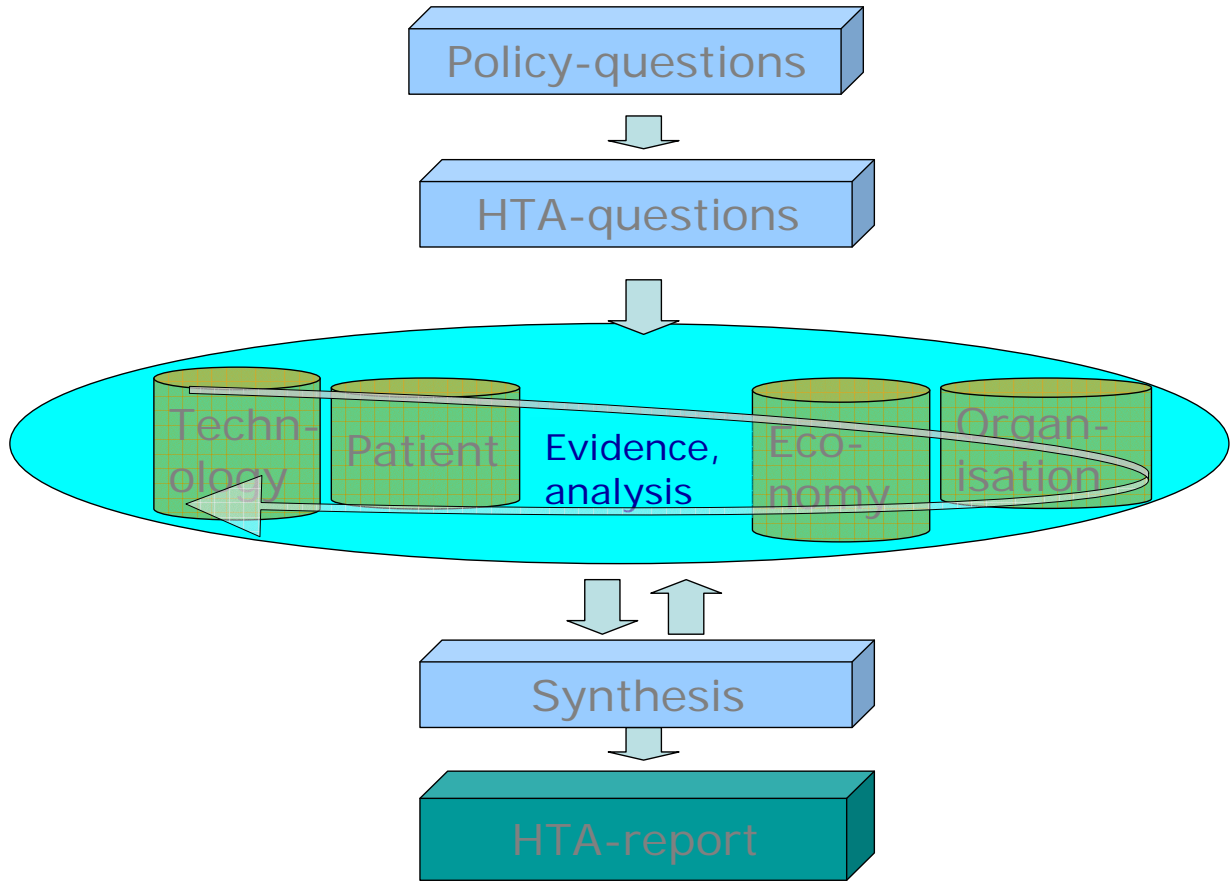 Policy-questions
HTA-questions
Techn-
ology
Patient
Evidence,
analysis
Eco-
nomy
Organ-
isation
Synthesis
HTA-report